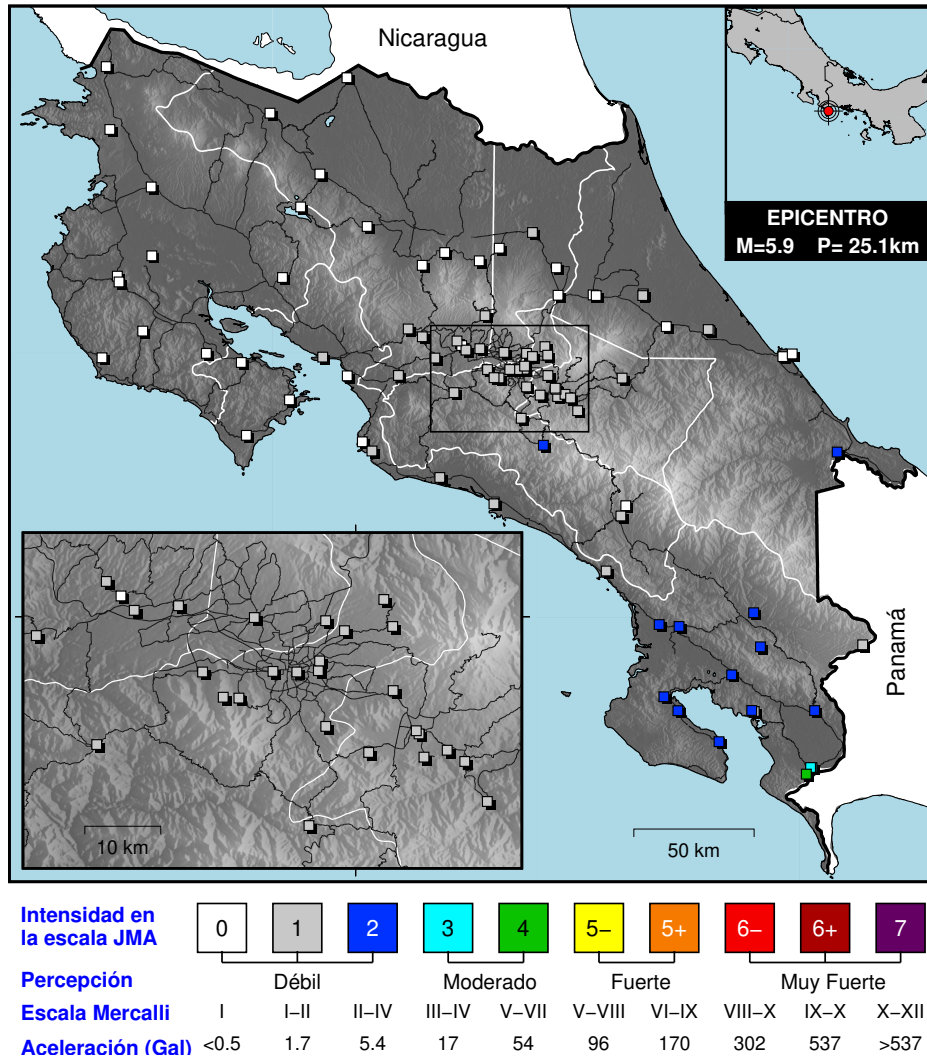 Nicaragua
EPICENTRO
M=5.9 P= 25.1km
Panamá
10 km
50 km
Intensidad en
la escala JMA
0 1 2 3 4 5− 5+ 6− 6+ 7
Percepción Débil Moderado Fuerte Muy Fuerte
Escala Mercalli I I−II II−IV III−IV V−VII V−VIII VI−IX VIII−X IX−X X−XII
Aceleración (Gal) <0.5 1.7 5.4 17 54 96 170 302 537 >537